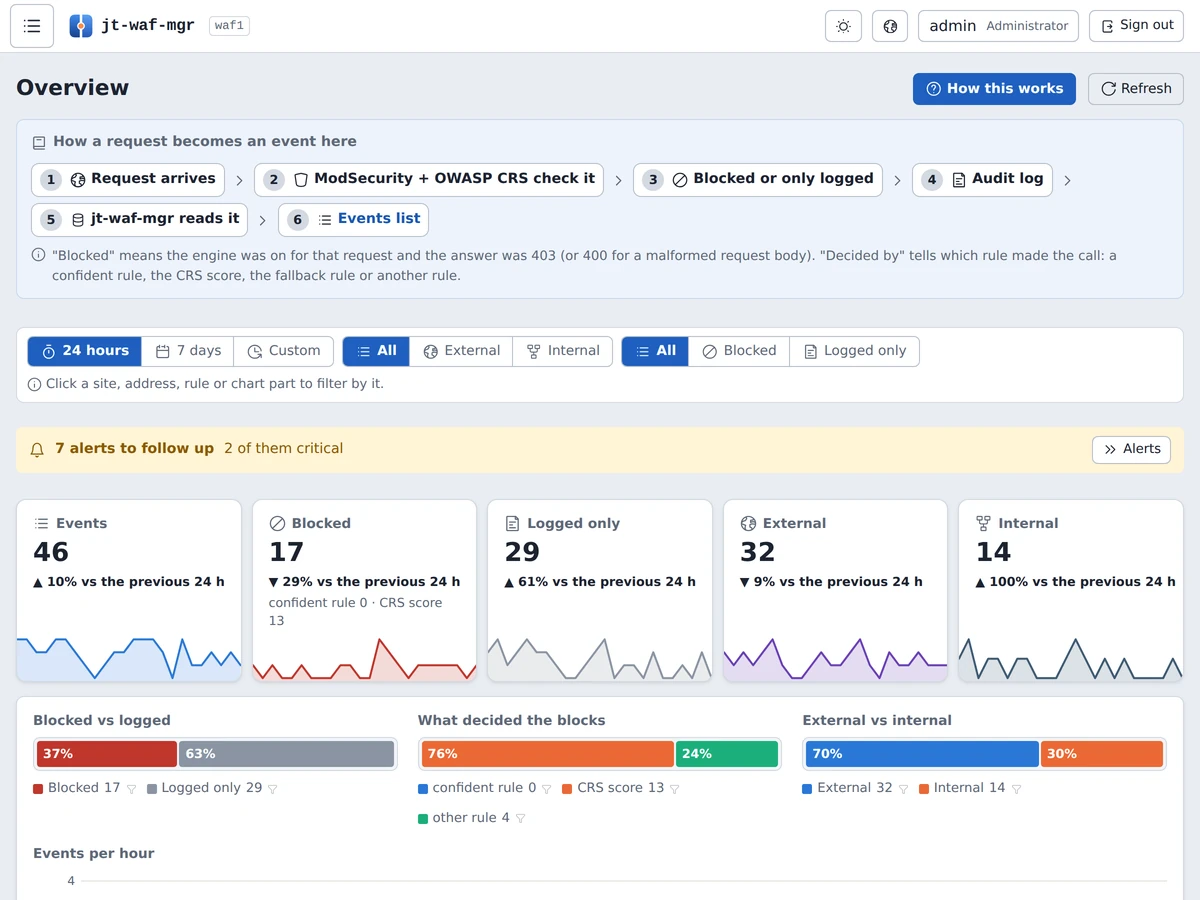 jt-waf-mgr waf1 admin Administrator Sign out
Overview How this works Refresh
How a request becomes an event here
1 Request arrives 2 ModSecurity + OWASP CRS check it 3 Blocked or only logged 4 Audit log
5 jt-waf-mgr reads it 6 Events list
"Blocked" means the engine was on for that request and the answer was 403 (or 400 for a malformed request body). "Decided by" tells which rule made the call: a
confident rule, the CRS score, the fallback rule or another rule.
24 hours 7 days Custom All External Internal All Blocked Logged only
Click a site, address, rule or chart part to filter by it.
7 alerts to follow up 2 of them critical Alerts
Events
46
▲ 10% vs the previous 24 h
Blocked
17
▼ 29% vs the previous 24 h
confident rule 0 · CRS score
13
Logged only
29
▲ 61% vs the previous 24 h
External
32
▼ 9% vs the previous 24 h
Internal
14
▲ 100% vs the previous 24 h
Blocked vs logged
37% 63%
Blocked 17 Logged only 29
What decided the blocks
76% 24%
confident rule 0 CRS score 13
other rule 4
External vs internal
70% 30%
External 32 Internal 14
Events per hour
4